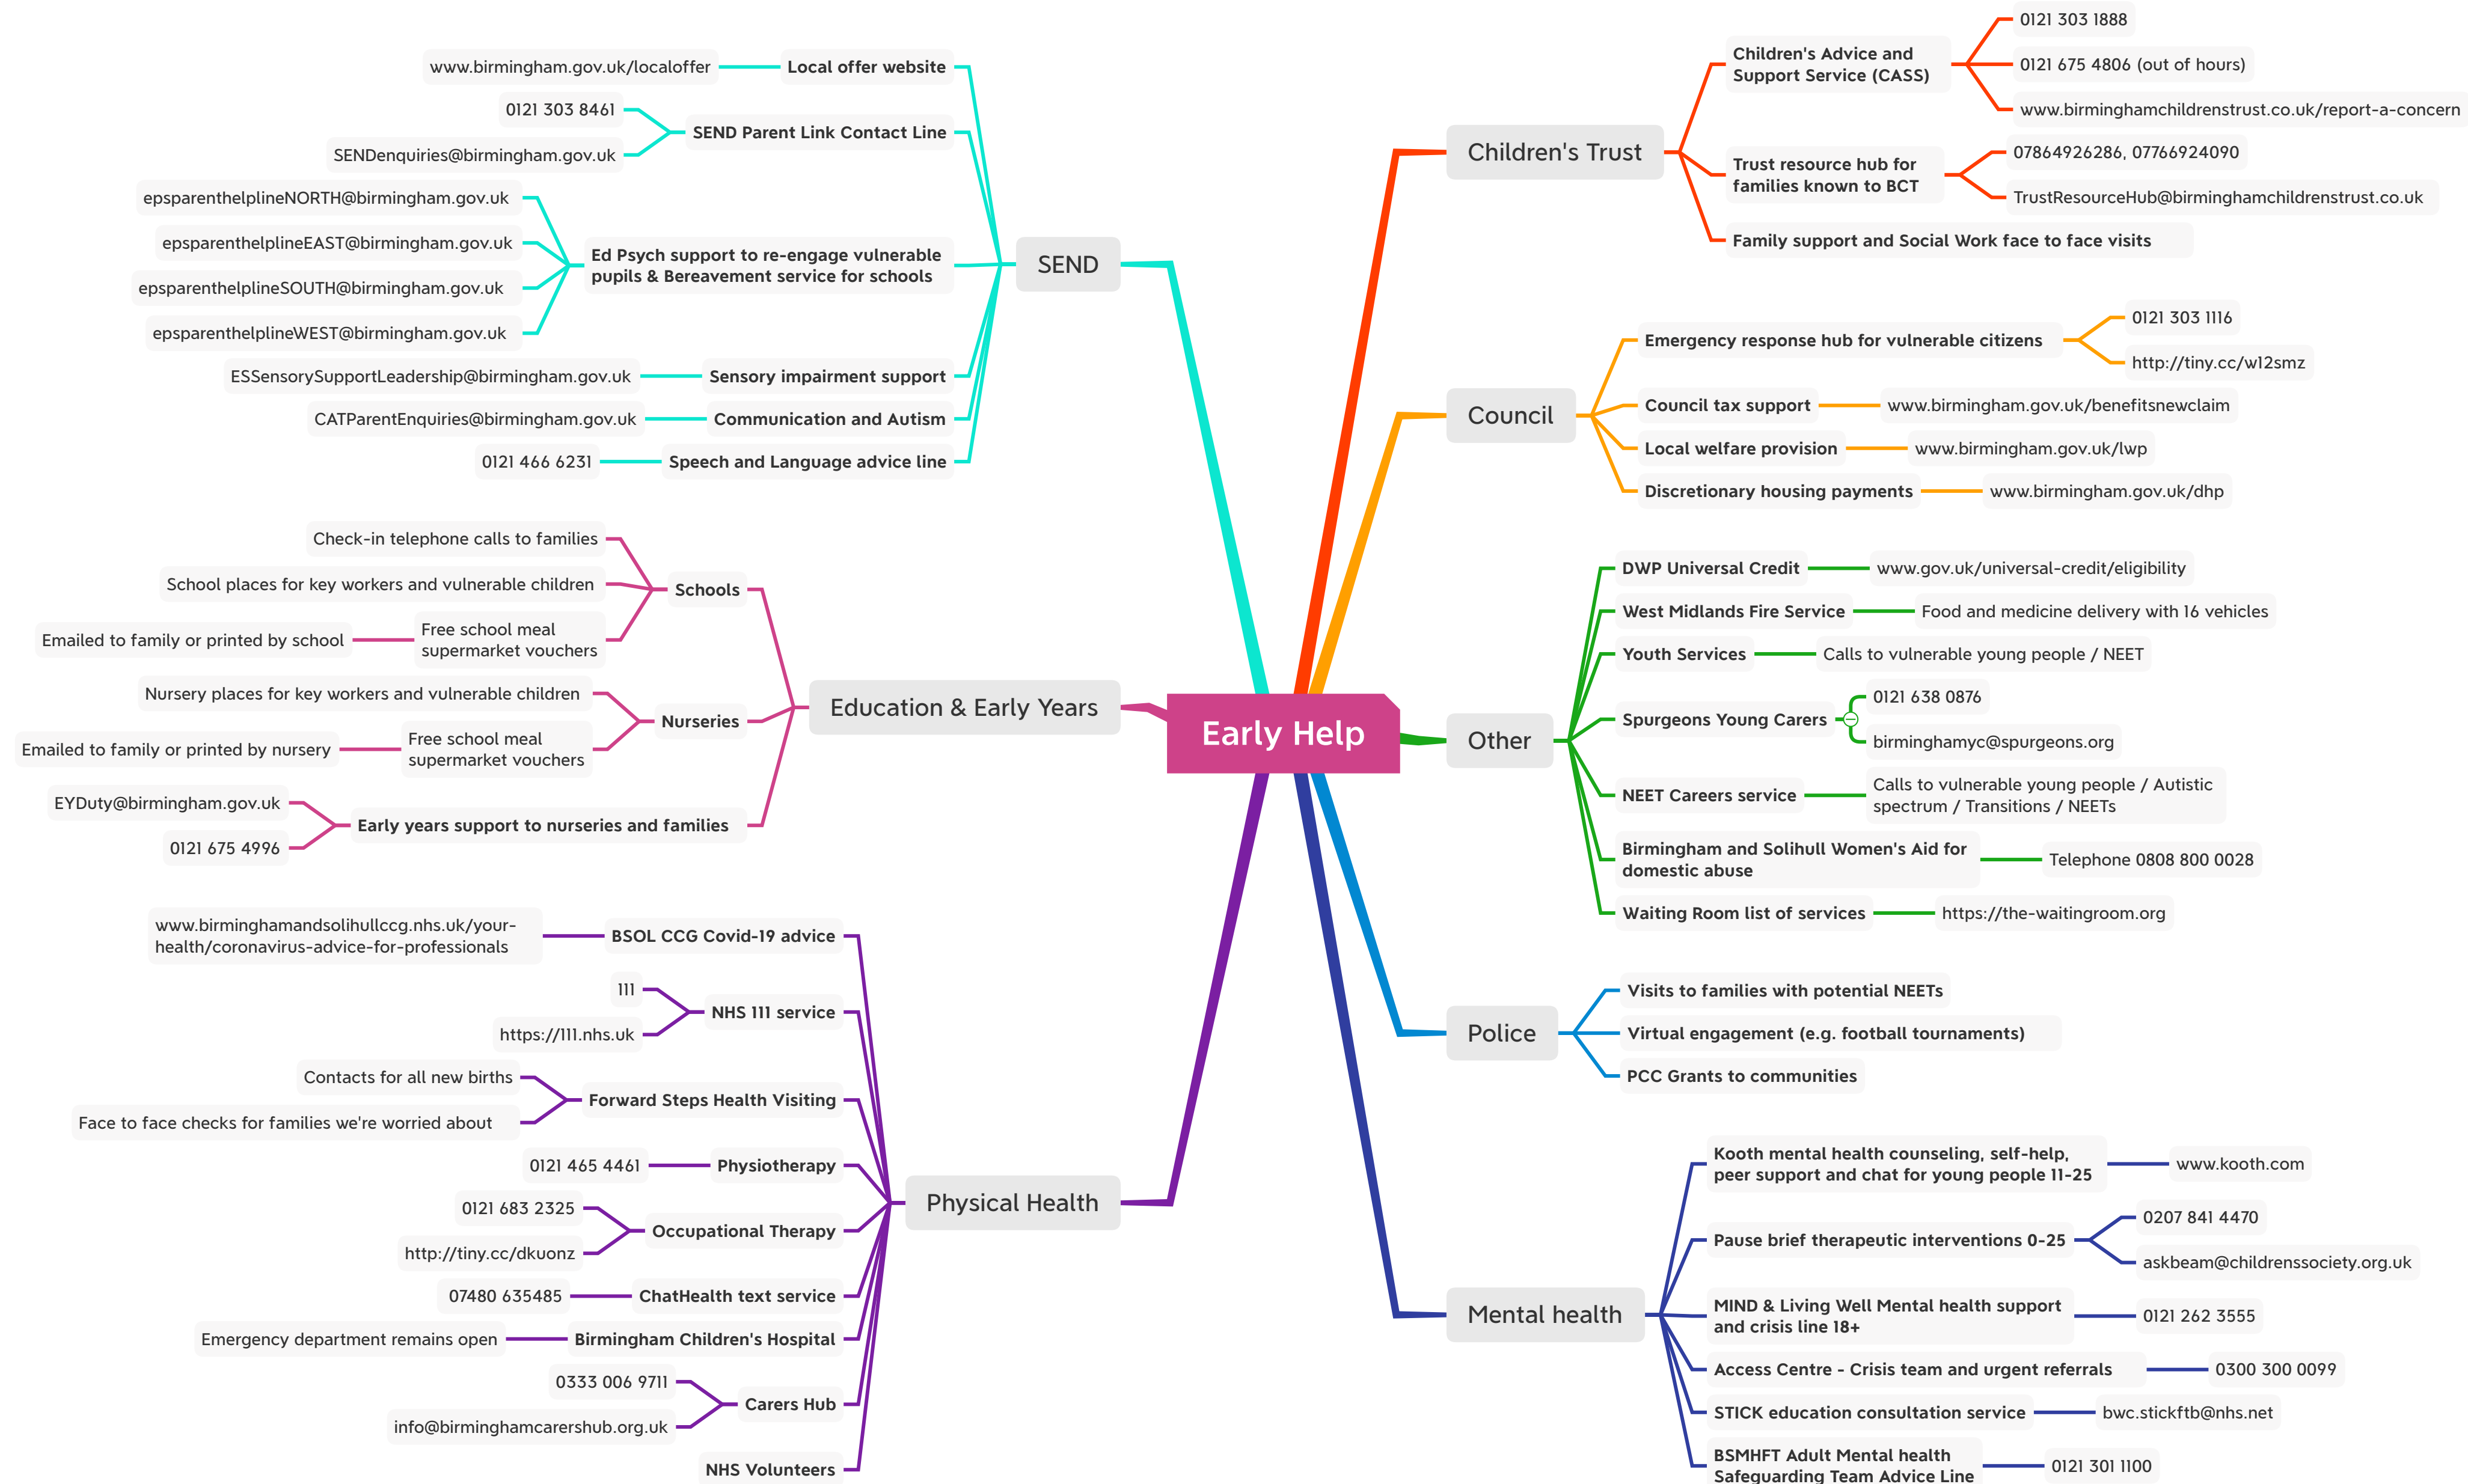 Early Help
SEND
Local offer website
www.birmingham.gov.uk/localoffer
SEND Parent Link Contact Line
0121 303 8461
SENDenquiries@birmingham.gov.uk
Ed Psych support to re-engage vulnerable
pupils & Bereavement service for schools
epsparenthelplineNORTH@birmingham.gov.uk
epsparenthelplineEAST@birmingham.gov.uk
epsparenthelplineSOUTH@birmingham.gov.uk
epsparenthelplineWEST@birmingham.gov.uk
Sensory impairment support
ESSensorySupportLeadership@birmingham.gov.uk
Communication and Autism
CATParentEnquiries@birmingham.gov.uk
Speech and Language advice line
0121 466 6231
Education & Early Years
Schools
Check-in telephone calls to families
School places for key workers and vulnerable children
Free school meal
supermarket vouchers
Emailed to family or printed by school
Nurseries
Nursery places for key workers and vulnerable children
Free school meal
supermarket vouchers
Emailed to family or printed by nursery
Early years support to nurseries and families
EYDuty@birmingham.gov.uk
0121 675 4996
Physical Health
BSOL CCG Covid-19 advice
www.birminghamandsolihullccg.nhs.uk/your-
health/coronavirus-advice-for-professionals
NHS 111 service
111
https://111.nhs.uk
Forward Steps Health Visiting
Contacts for all new births
Face to face checks for families we're worried about
Physiotherapy
0121 465 4461
Occupational Therapy
0121 683 2325
http://tiny.cc/dkuonz
ChatHealth text service
07480 635485
Birmingham Children's Hospital
Emergency department remains open
Carers Hub
0333 006 9711
info@birminghamcarershub.org.uk
NHS Volunteers
Children's Trust
Children's Advice and
Support Service (CASS)
0121 303 1888
0121 675 4806 (out of hours)
www.birminghamchildrenstrust.co.uk/report-a-concern
Trust resource hub for
families known to BCT
07864926286, 07766924090
TrustResourceHub@birminghamchildrenstrust.co.uk
Family support and Social Work face to face visits
Council
Emergency response hub for vulnerable citizens
0121 303 1116
http://tiny.cc/w12smz
Council tax support
www.birmingham.gov.uk/benefitsnewclaim
Local welfare provision
www.birmingham.gov.uk/lwp
Discretionary housing payments
www.birmingham.gov.uk/dhp
Other
DWP Universal Credit
www.gov.uk/universal-credit/eligibility
West Midlands Fire Service
Food and medicine delivery with 16 vehicles
Youth Services
Calls to vulnerable young people / NEET
Spurgeons Young Carers
0121 638 0876
birminghamyc@spurgeons.org
NEET Careers service
Calls to vulnerable young people / Autistic
spectrum / Transitions / NEETs
Birmingham and Solihull Women's Aid for
domestic abuse
Telephone 0808 800 0028
Waiting Room list of services
https://the-waitingroom.org
Police
Visits to families with potential NEETs
Virtual engagement (e.g. football tournaments)
PCC Grants to communities
Mental health
Kooth mental health counseling, self-help,
peer support and chat for young people 11-25
www.kooth.com
Pause brief therapeutic interventions 0-25
0207 841 4470
askbeam@childrenssociety.org.uk
MIND & Living Well Mental health support
and crisis line 18+
0121 262 3555
Access Centre - Crisis team and urgent referrals
0300 300 0099
STICK education consultation service
bwc.stickftb@nhs.net
BSMHFT Adult Mental health
Safeguarding Team Advice Line
0121 301 1100